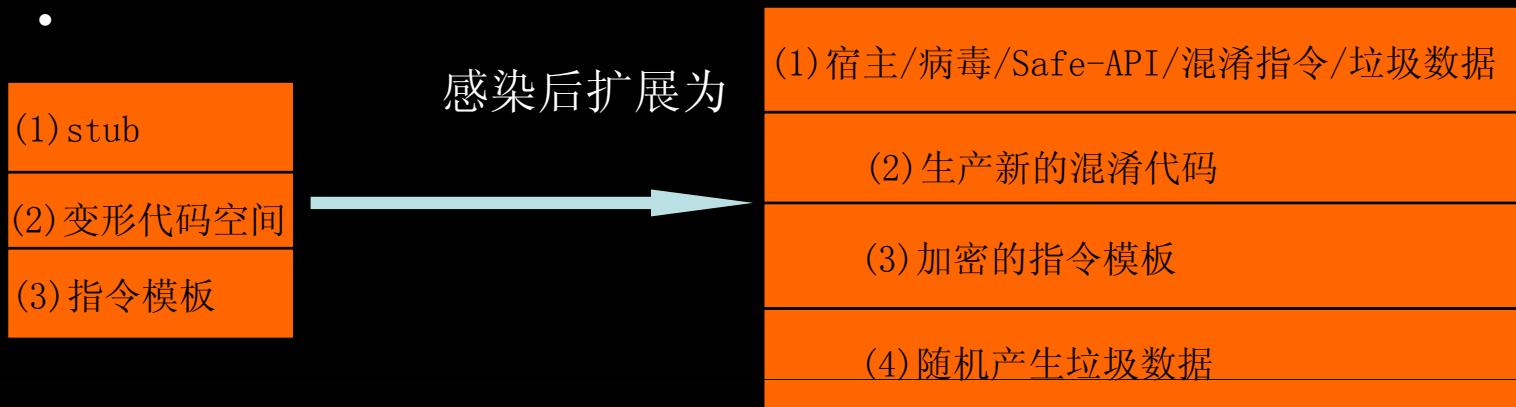 (1)stub
(2)变形代码空间
(3)指令模板
感染后扩展为
(1)宿主/病毒/Safe-API/混淆指令/垃圾数据
(2)生产新的混淆代码
(3)加密的指令模板
(4)随机产生垃圾数据